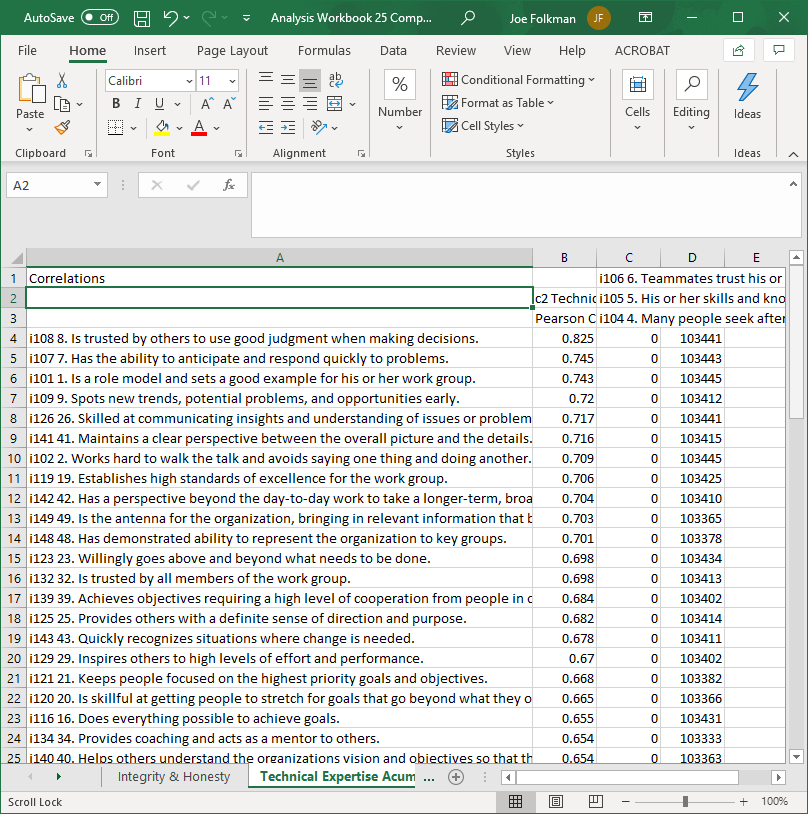 AutoSave Off Analysis Workbook 25 Comp... Joe Folkman JF
File Home Insert Page Layout Formulas Data Review View Help ACROBAT
Paste
Clipboard
Calibri 11
B I U A A
A
Font
ab
Alignment
%
Number
Conditional Formatting
Format as Table
Cell Styles
Styles
Cells
Editing
Ideas
Ideas
A2 fx
A B C D E
1 Correlations i106 6. Teammates trust his or
2 c2 Technic i105 5. His or her skills and kno
3 Pearson C i104 4. Many people seek after
4 i108 8. Is trusted by others to use good judgment when making decisions. 0.825 0 103441
5 i107 7. Has the ability to anticipate and respond quickly to problems. 0.745 0 103443
6 i101 1. Is a role model and sets a good example for his or her work group. 0.743 0 103445
7 i109 9. Spots new trends, potential problems, and opportunities early. 0.72 0 103412
8 i126 26. Skilled at communicating insights and understanding of issues or problem 0.717 0 103441
9 i141 41. Maintains a clear perspective between the overall picture and the details. 0.716 0 103415
10 i102 2. Works hard to walk the talk and avoids saying one thing and doing another. 0.709 0 103445
11 i119 19. Establishes high standards of excellence for the work group. 0.706 0 103425
12 i142 42. Has a perspective beyond the day-to-day work to take a longer-term, broa 0.704 0 103410
13 i149 49. Is the antenna for the organization, bringing in relevant information that b 0.703 0 103365
14 i148 48. Has demonstrated ability to represent the organization to key groups. 0.701 0 103378
15 i123 23. Willingly goes above and beyond what needs to be done. 0.698 0 103434
16 i132 32. Is trusted by all members of the work group. 0.698 0 103413
17 i139 39. Achieves objectives requiring a high level of cooperation from people in o 0.684 0 103402
18 i125 25. Provides others with a definite sense of direction and purpose. 0.682 0 103414
19 i143 43. Quickly recognizes situations where change is needed. 0.678 0 103411
20 i129 29. Inspires others to high levels of effort and performance. 0.67 0 103402
21 i121 21. Keeps people focused on the highest priority goals and objectives. 0.668 0 103382
22 i120 20. Is skillful at getting people to stretch for goals that go beyond what they o 0.665 0 103366
23 i116 16. Does everything possible to achieve goals. 0.655 0 103431
24 i134 34. Provides coaching and acts as a mentor to others. 0.654 0 103333
25 i140 40. Helps others understand the organizations vision and objectives so that th 0.654 0 103363
Integrity & Honesty Technical Expertise Acum ...
Scroll Lock 100%